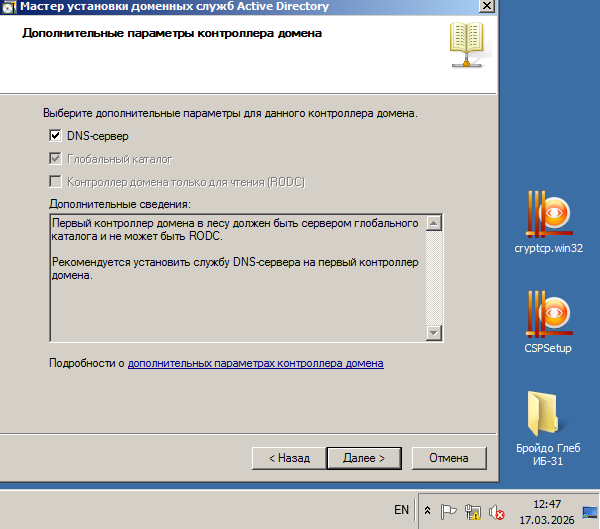 Мастер установки доменных служб Active Directory
Дополнительные параметры контроллера домена
Выберите дополнительные параметры для данного контроллера домена.
DNS-сервер
Глобальный каталог
Контроллер домена только для чтения (RODC)
Дополнительные сведения:
Первый контроллер домена в лесу должен быть сервером глобального
каталога и не может быть RODC.
Рекомендуется установить службу DNS-сервера на первый контроллер
домена.
Подробности о дополнительных параметрах контроллера домена
< Назад
Далее >
Отмена
cryptcp.win32
CSPSetup
Бройдо Глеб
ИБ-31
EN
12:47
17.03.2026